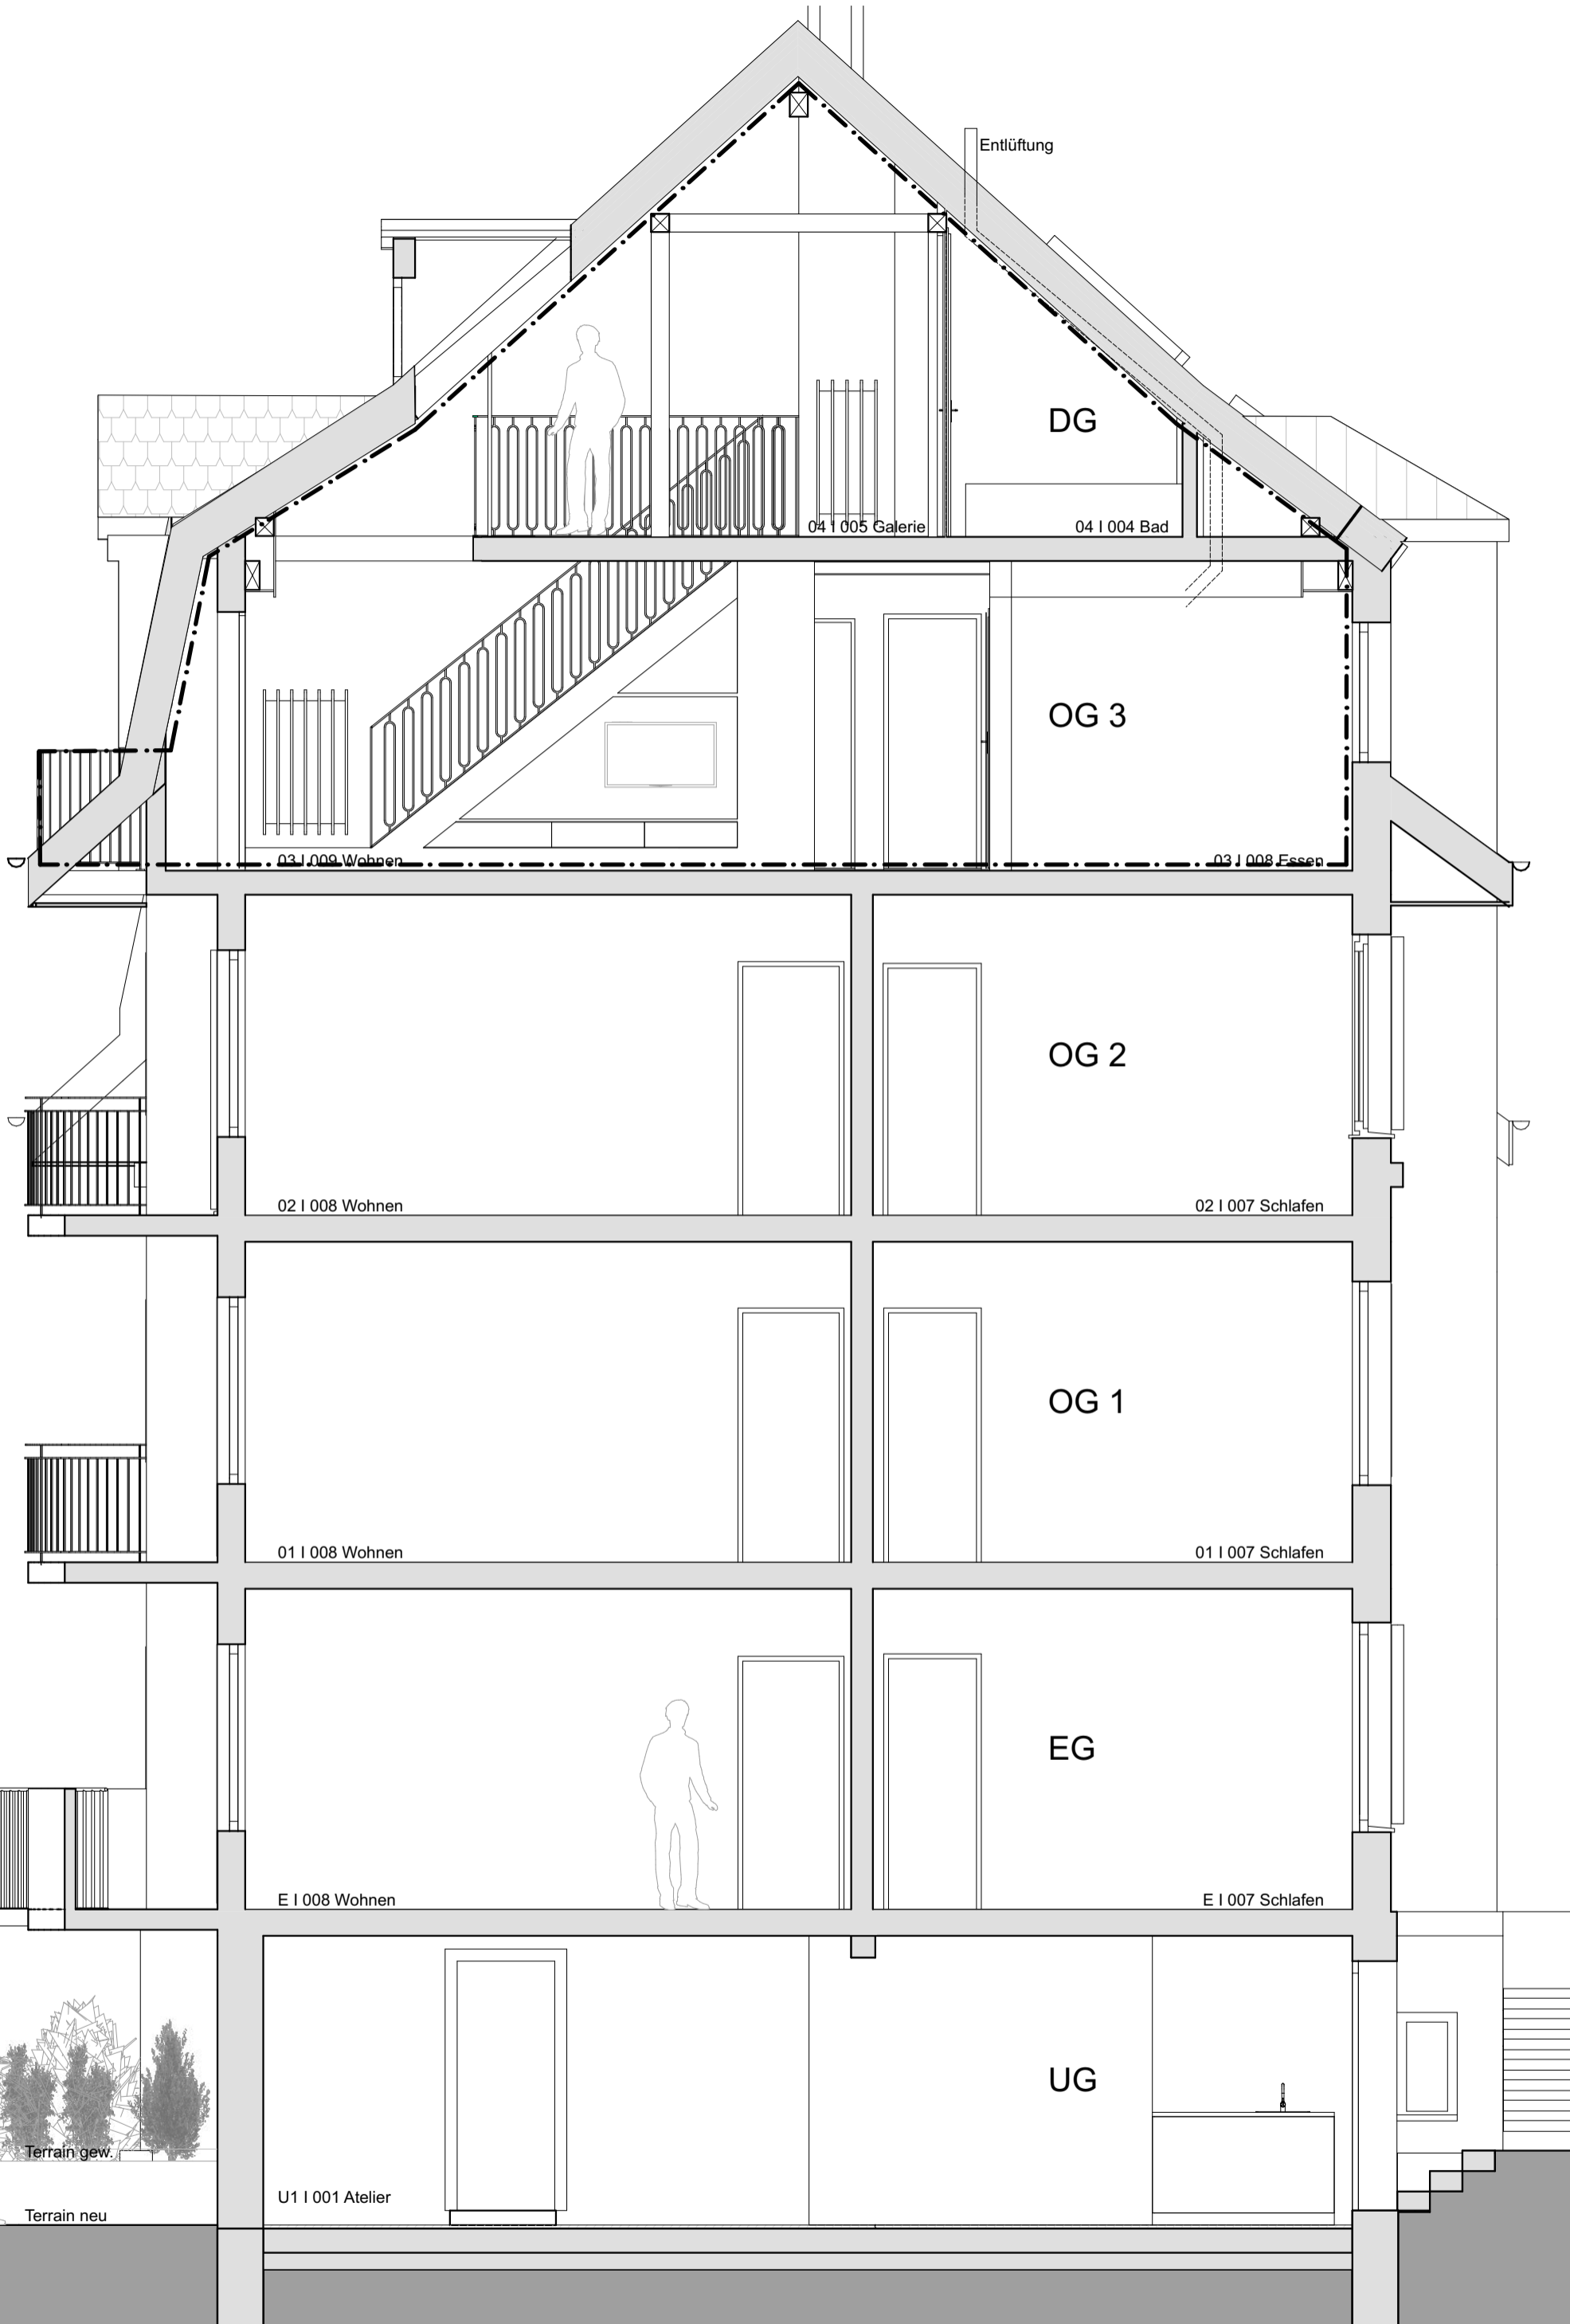 Entlüftung
DG
04 I 005 Galerie
04 I 004 Bad
OG 3
03 I 009 Wohnen
03 I 008 Essen
OG 2
02 I 008 Wohnen
02 I 007 Schlafen
OG 1
01 I 008 Wohnen
01 I 007 Schlafen
EG
E I 008 Wohnen
E I 007 Schlafen
UG
Terrain gew.
U1 I 001 Atelier
Terrain neu